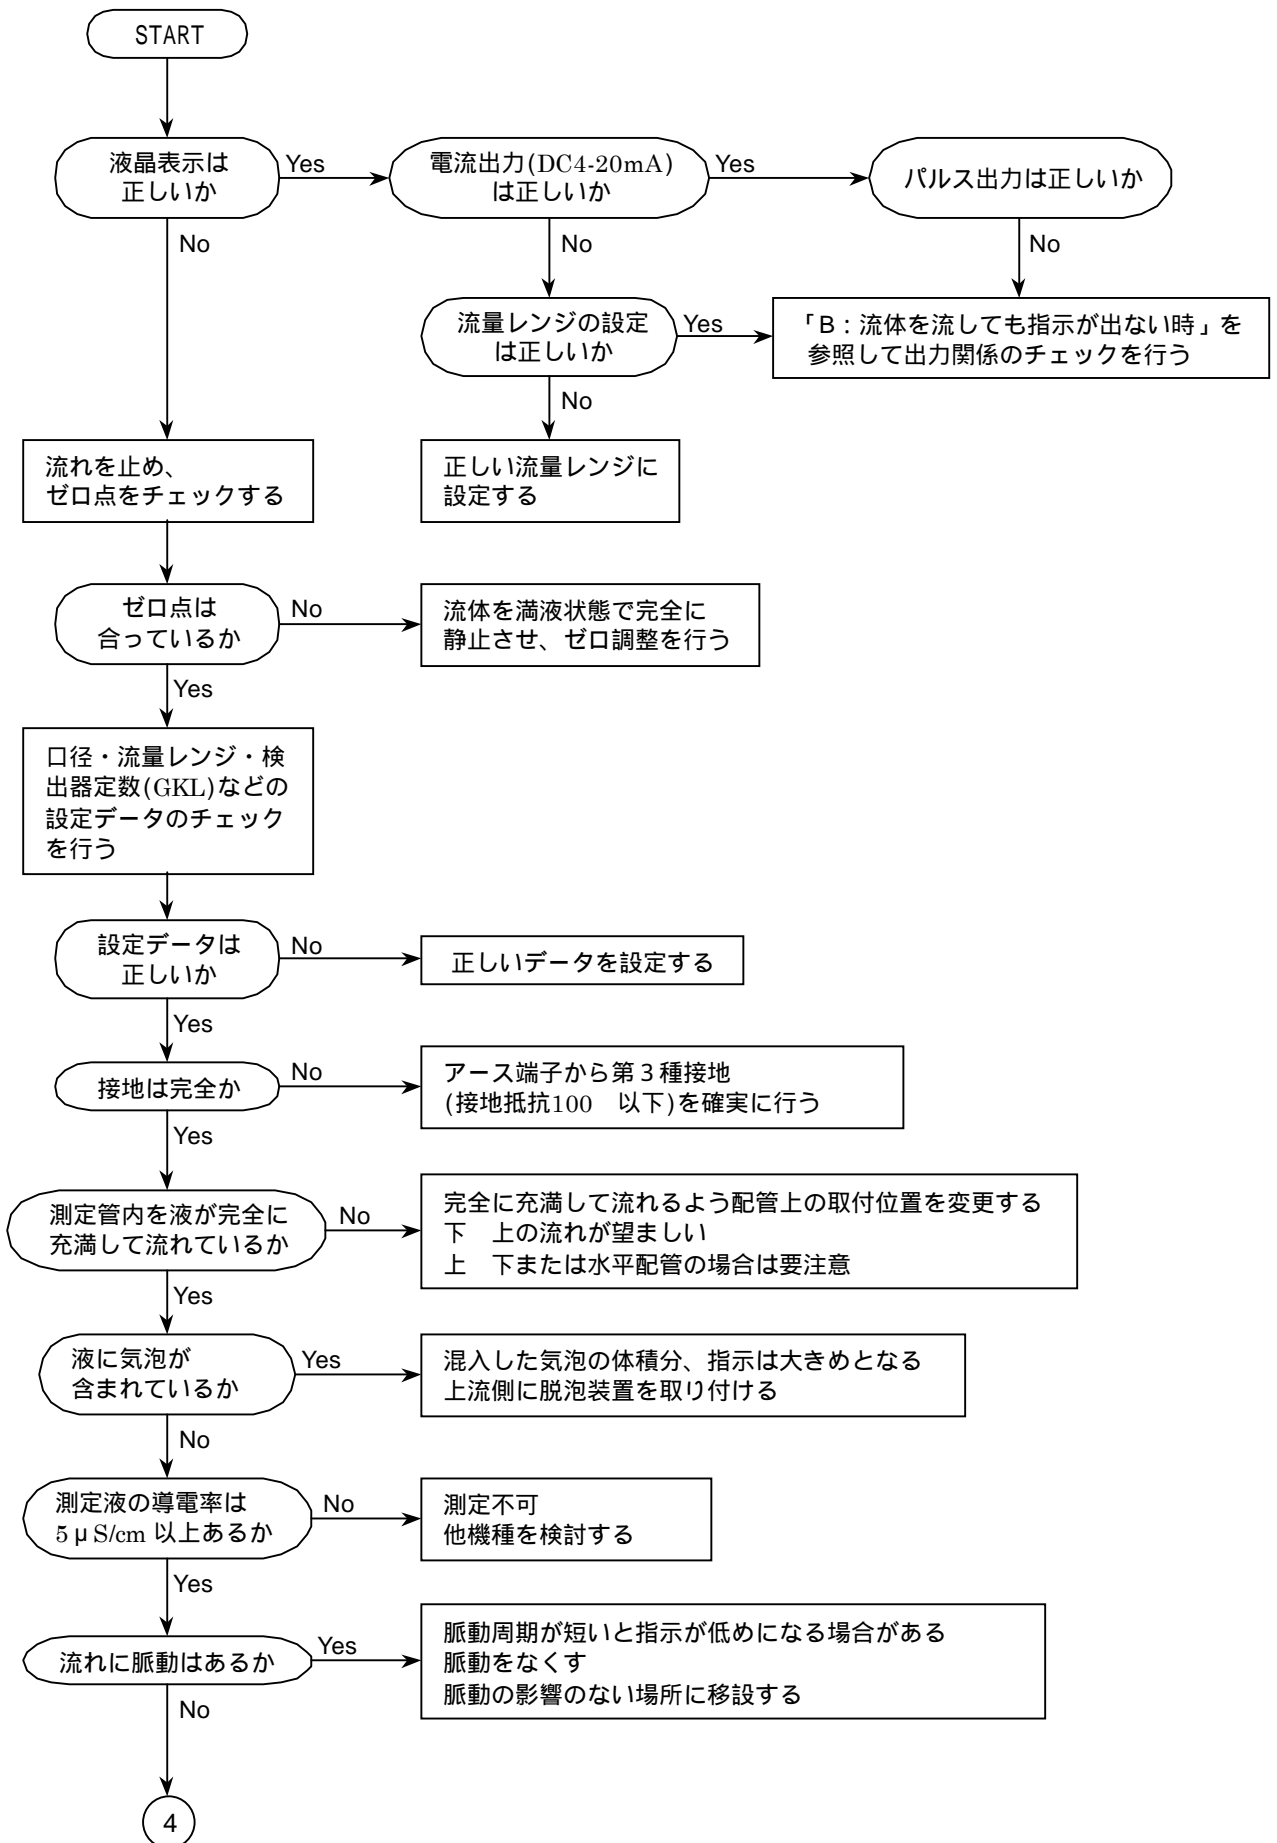 START
液晶表示は
正しいか
Yes
電流出力(DC4-20mA)
は正しいか
Yes
パルス出力は正しいか
No
No
No
流量レンジの設定
は正しいか
Yes
「B：流体を流しても指示が出ない時」を
参照して出力関係のチェックを行う
No
流れを止め、
ゼロ点をチェックする
正しい流量レンジに
設定する
ゼロ点は
合っているか
No
流体を満液状態で完全に
静止させ、ゼロ調整を行う
Yes
口径・流量レンジ・検
出器定数(GKL)などの
設定データのチェック
を行う
設定データは
正しいか
No
正しいデータを設定する
Yes
接地は完全か
No
アース端子から第３種接地
(接地抵抗100　以下)を確実に行う
Yes
測定管内を液が完全に
充満して流れているか
No
完全に充満して流れるよう配管上の取付位置を変更する
下　上の流れが望ましい
上　下または水平配管の場合は要注意
Yes
液に気泡が
含まれているか
Yes
混入した気泡の体積分、指示は大きめとなる
上流側に脱泡装置を取り付ける
No
測定液の導電率は
5μS/cm 以上あるか
No
測定不可
他機種を検討する
Yes
流れに脈動はあるか
Yes
脈動周期が短いと指示が低めになる場合がある
脈動をなくす
脈動の影響のない場所に移設する
No
4